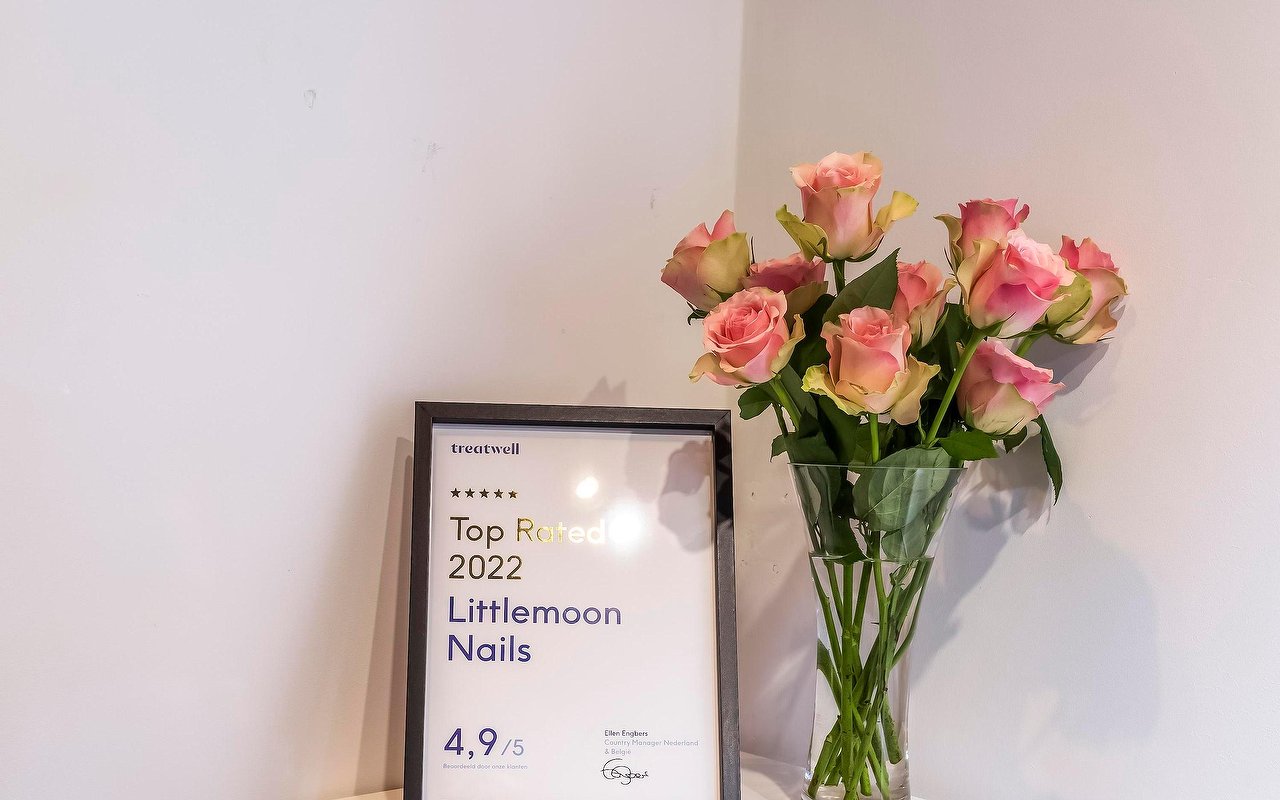 treatwell
Top Rated
2022
Littlemoon
Nails
4,9/5
Beoordeeld door onze klanten
Ellen Engbers
Country Manager Nederland
& België